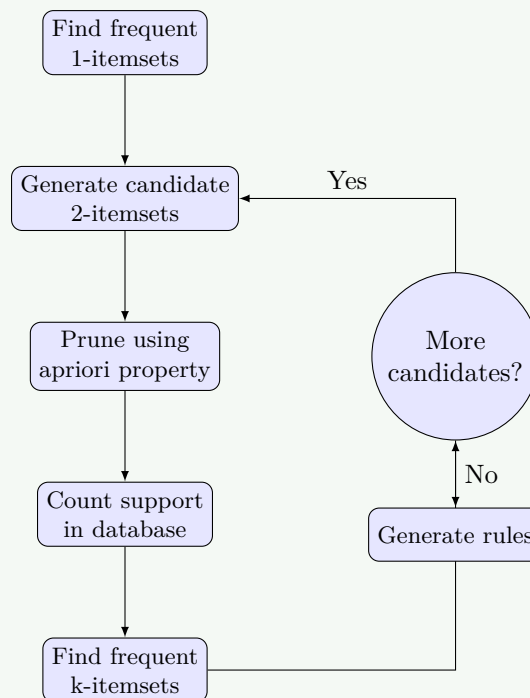 Find frequent
1-itemsets
Generate candidate
2-itemsets
Yes
Prune using
apriori property
More
candidates?
No
Count support
in database
Generate rules
Find frequent
k-itemsets